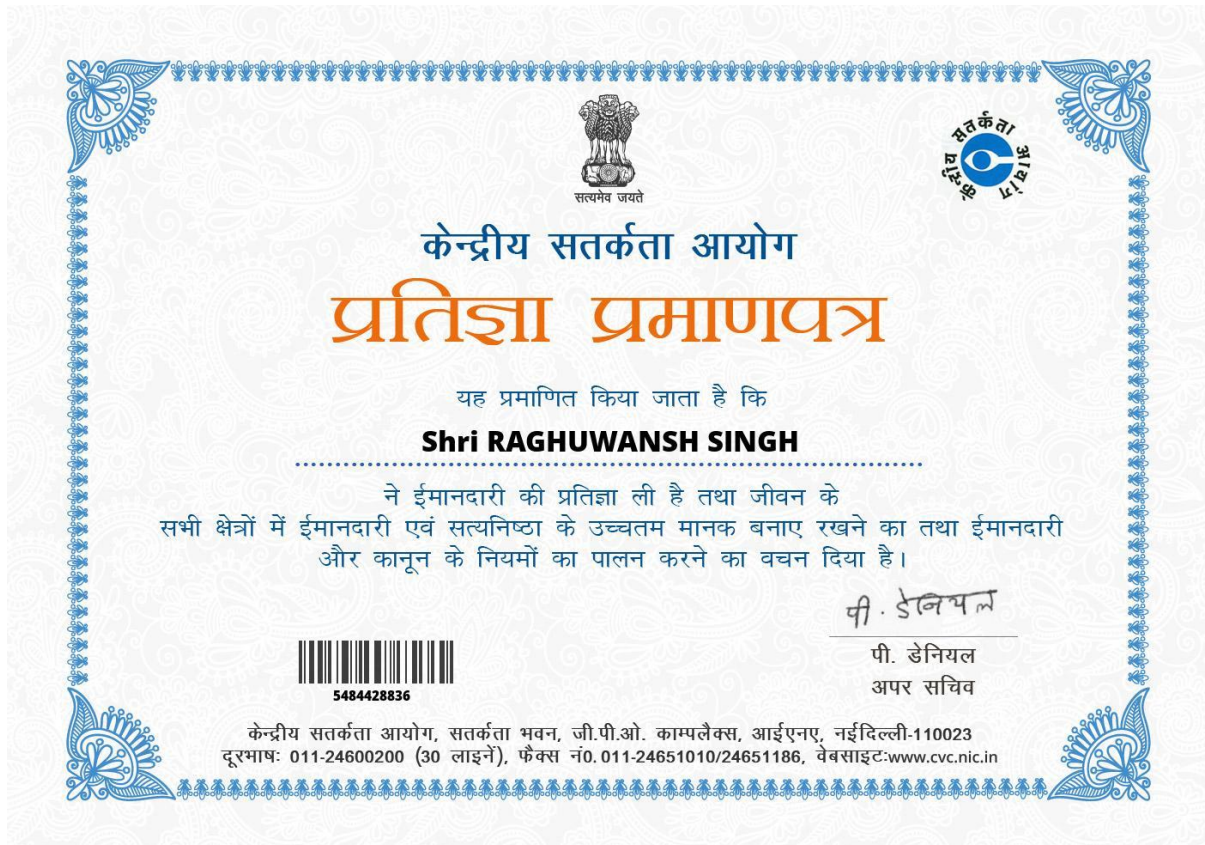 सत्यमेव जयते
केन्द्रीय सतर्कता आयोग
केन्द्रीय सतर्कता आयोग
प्रतिज्ञा प्रमाणपत्र
यह प्रमाणित किया जाता है कि
Shri RAGHUWANSH SINGH
ने ईमानदारी की प्रतिज्ञा ली है तथा जीवन के
सभी क्षेत्रों में ईमानदारी एवं सत्यनिष्ठा के उच्चतम मानक बनाए रखने का तथा ईमानदारी
और कानून के नियमों का पालन करने का वचन दिया है।
पी. डेनियल
पी. डेनियल
अपर सचिव
5484428836
केन्द्रीय सतर्कता आयोग, सतर्कता भवन, जी.पी.ओ. काम्पलैक्स, आईएनए, नईदिल्ली-110023
दूरभाषः 011-24600200 (30 लाइनें), फैक्स नं0. 011-24651010/24651186, वेबसाइटःwww.cvc.nic.in